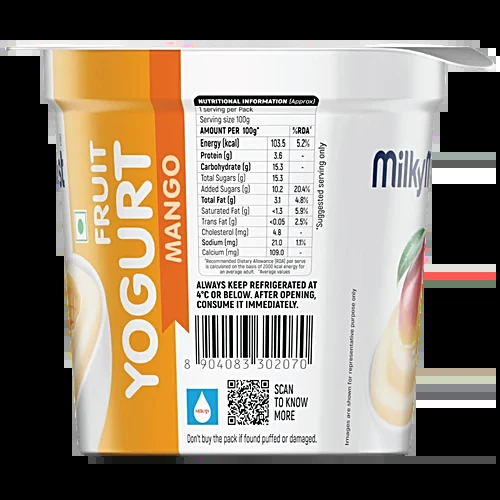 FRUIT
YOGURT
MANGO
NUTRITIONAL INFORMATION (Approx)
1 serving per Pack
Serving size 100g
AMOUNT PER 100g* %RDA#
Energy (kcal) 103.5 5.2%
Protein (g) 3.6 -
Carbohydrate (g) 15.3 -
Total Sugars (g) 15.3
Added Sugars (g) 10.2 20.4%
Total Fat (g) 3.1 4.8%
Saturated Fat (g) <1.3 5.9%
Trans Fat (g) <0.05 2.5%
Cholesterol (mg) 4.8 -
Sodium (mg) 21.0 1.1%
Calcium (mg) 109.0 -
#Recommended Dietary Allowance (RDA) per serve
is calculated on the basis of 2000 kcal energy for
an average adult. *Average values
*Suggested serving only
ALWAYS KEEP REFRIGERATED AT
4°C OR BELOW. AFTER OPENING,
CONSUME IT IMMEDIATELY.
8 904083 302070
SCAN
TO KNOW
MORE
Don't buy the pack if found puffed or damaged.
Milky
Images are shown for representative purpose only